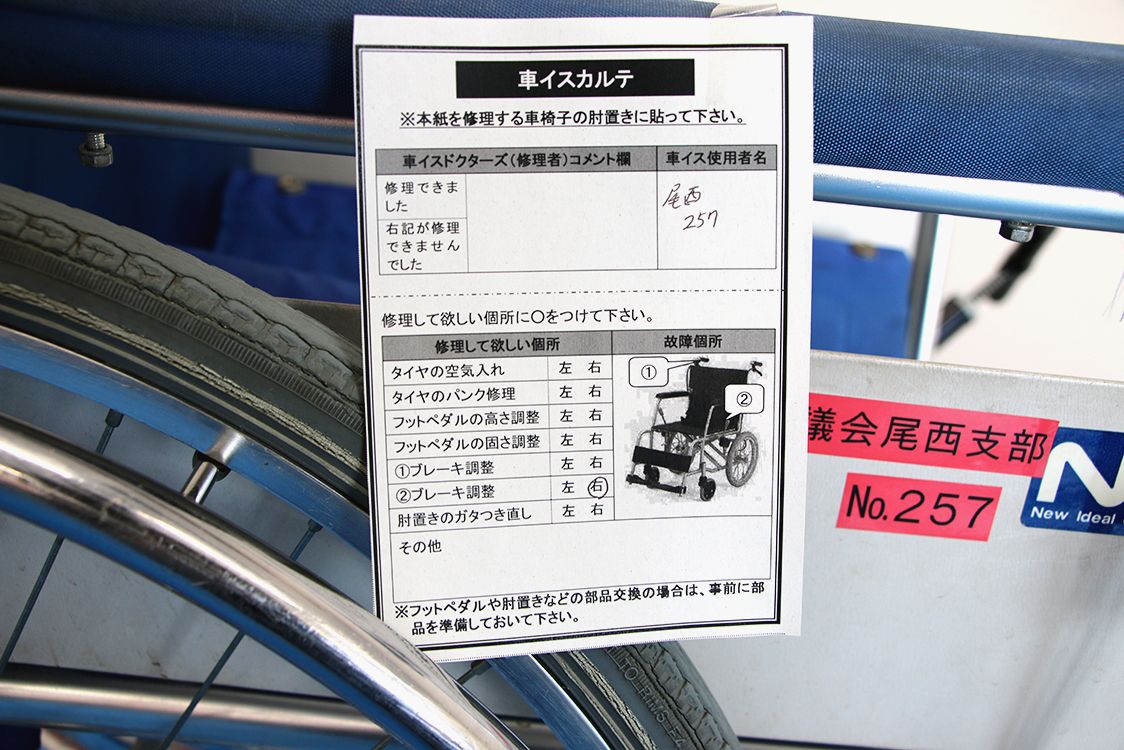 車イスカルテ
※本紙を修理する車椅子の肘置きに貼って下さい。
車イスドクターズ(修理者)コメント欄 車イス使用者名
修理できま
した
右記が修理
できません
でした
尾西
257
修理して欲しい個所に○をつけて下さい。
修理して欲しい個所 故障個所
タイヤの空気入れ 左 右
タイヤのパンク修理 左 右
フットペダルの高さ調整 左 右
フットペダルの固さ調整 左 右
①ブレーキ調整 左 右
②ブレーキ調整 左 右
肘置きのガタつき直し 左 右
① 
②
その他
※フットペダルや肘置きなどの部品交換の場合は、事前に部
品を準備しておいて下さい。
議会尾西支部
No.257
New Ideal